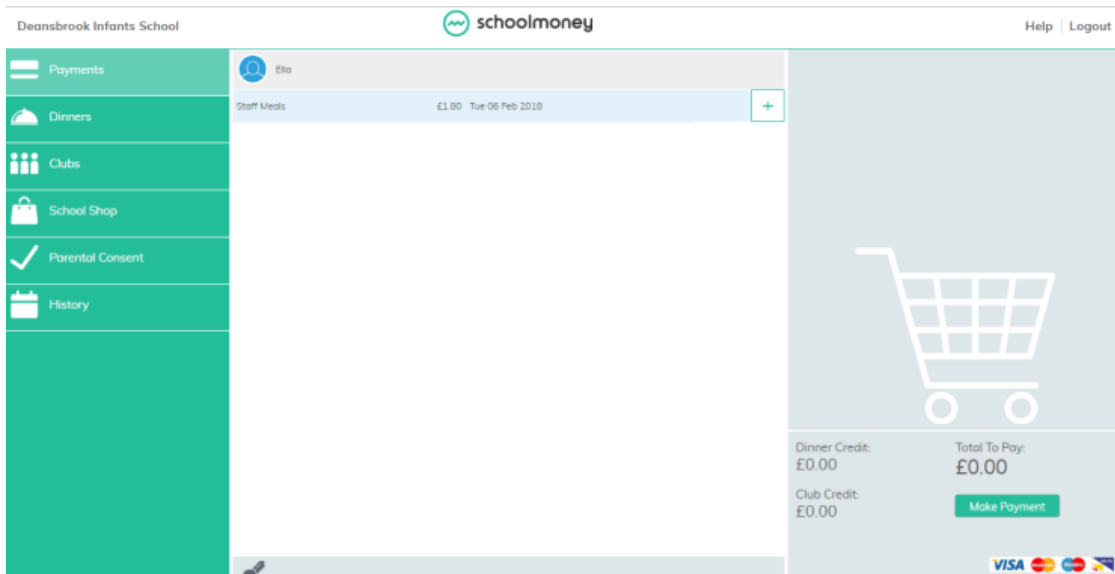 Deansbrook Infants School
schoolmoney
Help | Logout
Payments
Dinners
Clubs
School Shop
Parental Consent
History
Ella
Staff Meals £1.80 Tue 06 Feb 2018 +
Dinner Credit:
£0.00
Total To Pay:
£0.00
Club Credit:
£0.00
Make Payment
VISA